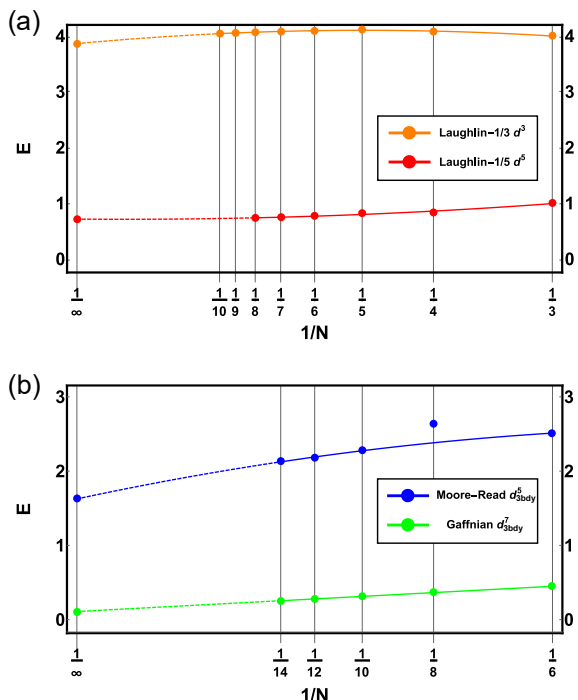 (a)
4 4
3 3
E
2 2
1 1
0 0
Laughlin−1/3 d³
Laughlin−1/5 d⁵
1/∞ 1/10 1/9 1/8 1/7 1/6 1/5 1/4 1/3
1/N
(b)
3 3
2 2
E
1 1
0 0
Moore−Read d⁵3bdy
Gaffnian d⁷3bdy
1/∞ 1/14 1/12 1/10 1/8 1/6
1/N